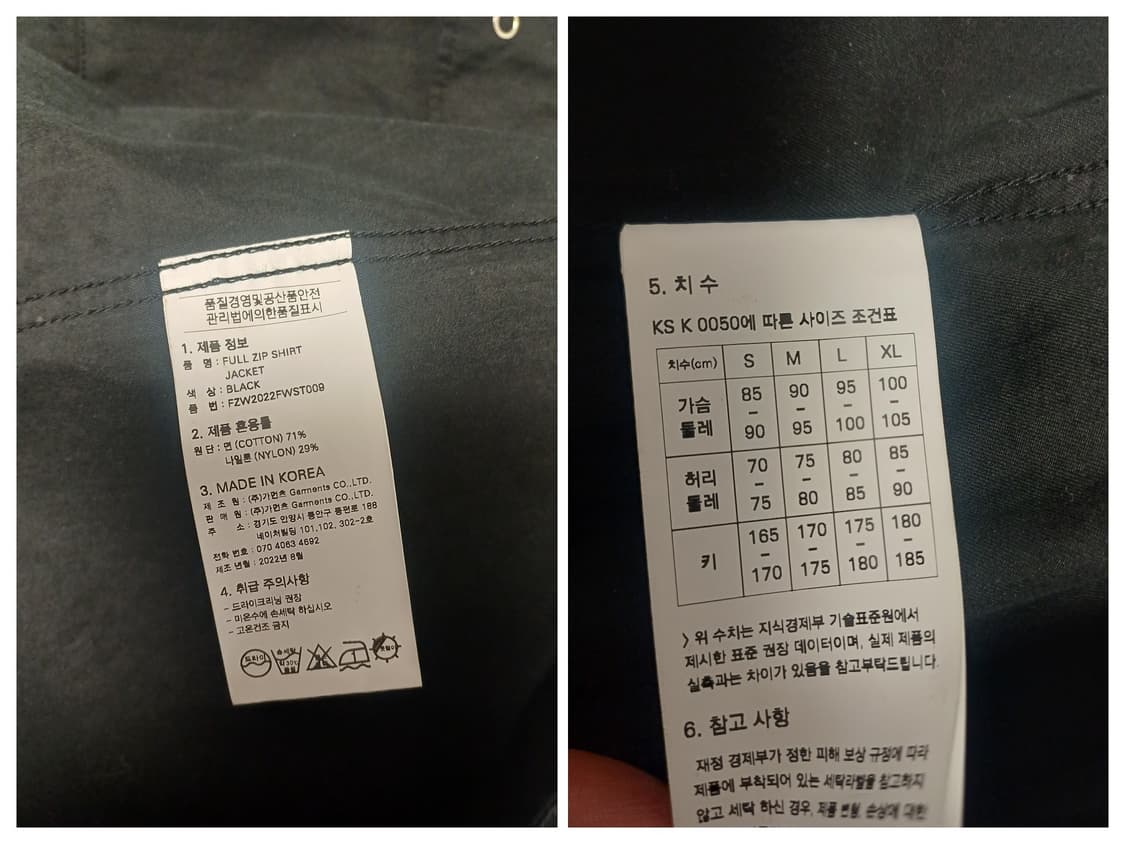 품질경영및공산품안전
관리법에의한품질표시
1. 제품 정보
품 명 : FULL ZIP SHIRT
JACKET
색 상 : BLACK
품 번 : FZW2022FWST009
2. 제품 혼용률
원 단 : 면 (COTTON) 71%
나일론 (NYLON) 29%
3. MADE IN KOREA
제 조 원 : (주)가먼츠 Garments CO.,LTD.
판 매 원 : (주)가먼츠 Garments CO.,LTD.
주 소 : 경기도 안양시 동안구 동편로 188
네이처빌딩 101,102, 302-2호
전화 번호 : 070 4063 4692
제조 년월 : 2022년 8월
4. 취급 주의사항
- 드라이크리닝 권장
- 미온수에 손세탁 하십시오
- 고온건조 금지
드라이
손세탁
약 30℃
중성
5. 치 수
KS K 0050에 따른 사이즈 조건표
치수(cm) S M L XL
가슴 둘레 85 - 90 90 - 95 95 - 100 100 - 105
허리 둘레 70 - 75 75 - 80 80 - 85 85 - 90
키 165 - 170 170 - 175 175 - 180 180 - 185
〉위 수치는 지식경제부 기술표준원에서
제시한 표준 권장 데이터이며, 실제 제품의
실측과는 차이가 있음을 참고부탁드립니다.
6. 참고 사항
재정 경제부가 정한 피해 보상 규정에 따라
제품에 부착되어 있는 세탁라벨을 참고하지
않고 세탁 하신 경우, 제품 변형, 손상에 대한